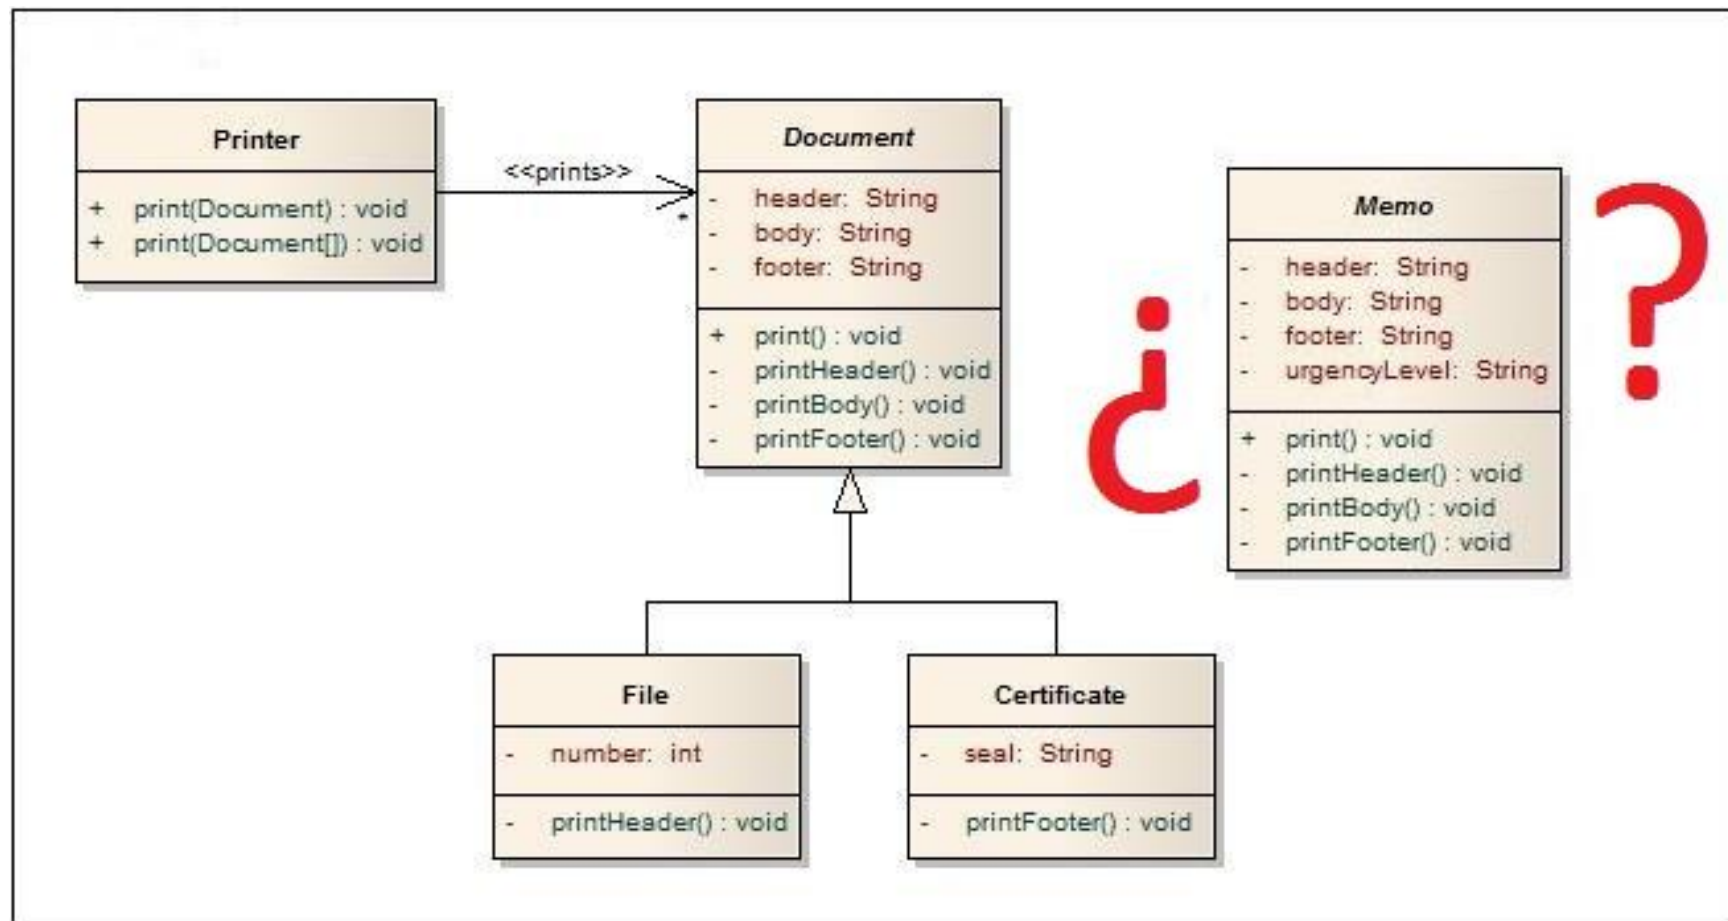 Printer
+ print(Document) : void
+ print(Document[]) : void
<<prints>>
*
Document
- header: String
- body: String
- footer: String
+ print() : void
- printHeader() : void
- printBody() : void
- printFooter() : void
¿
Memo
- header: String
- body: String
- footer: String
- urgencyLevel: String
+ print() : void
- printHeader() : void
- printBody() : void
- printFooter() : void
?
File
- number: int
- printHeader() : void
Certificate
- seal: String
- printFooter() : void